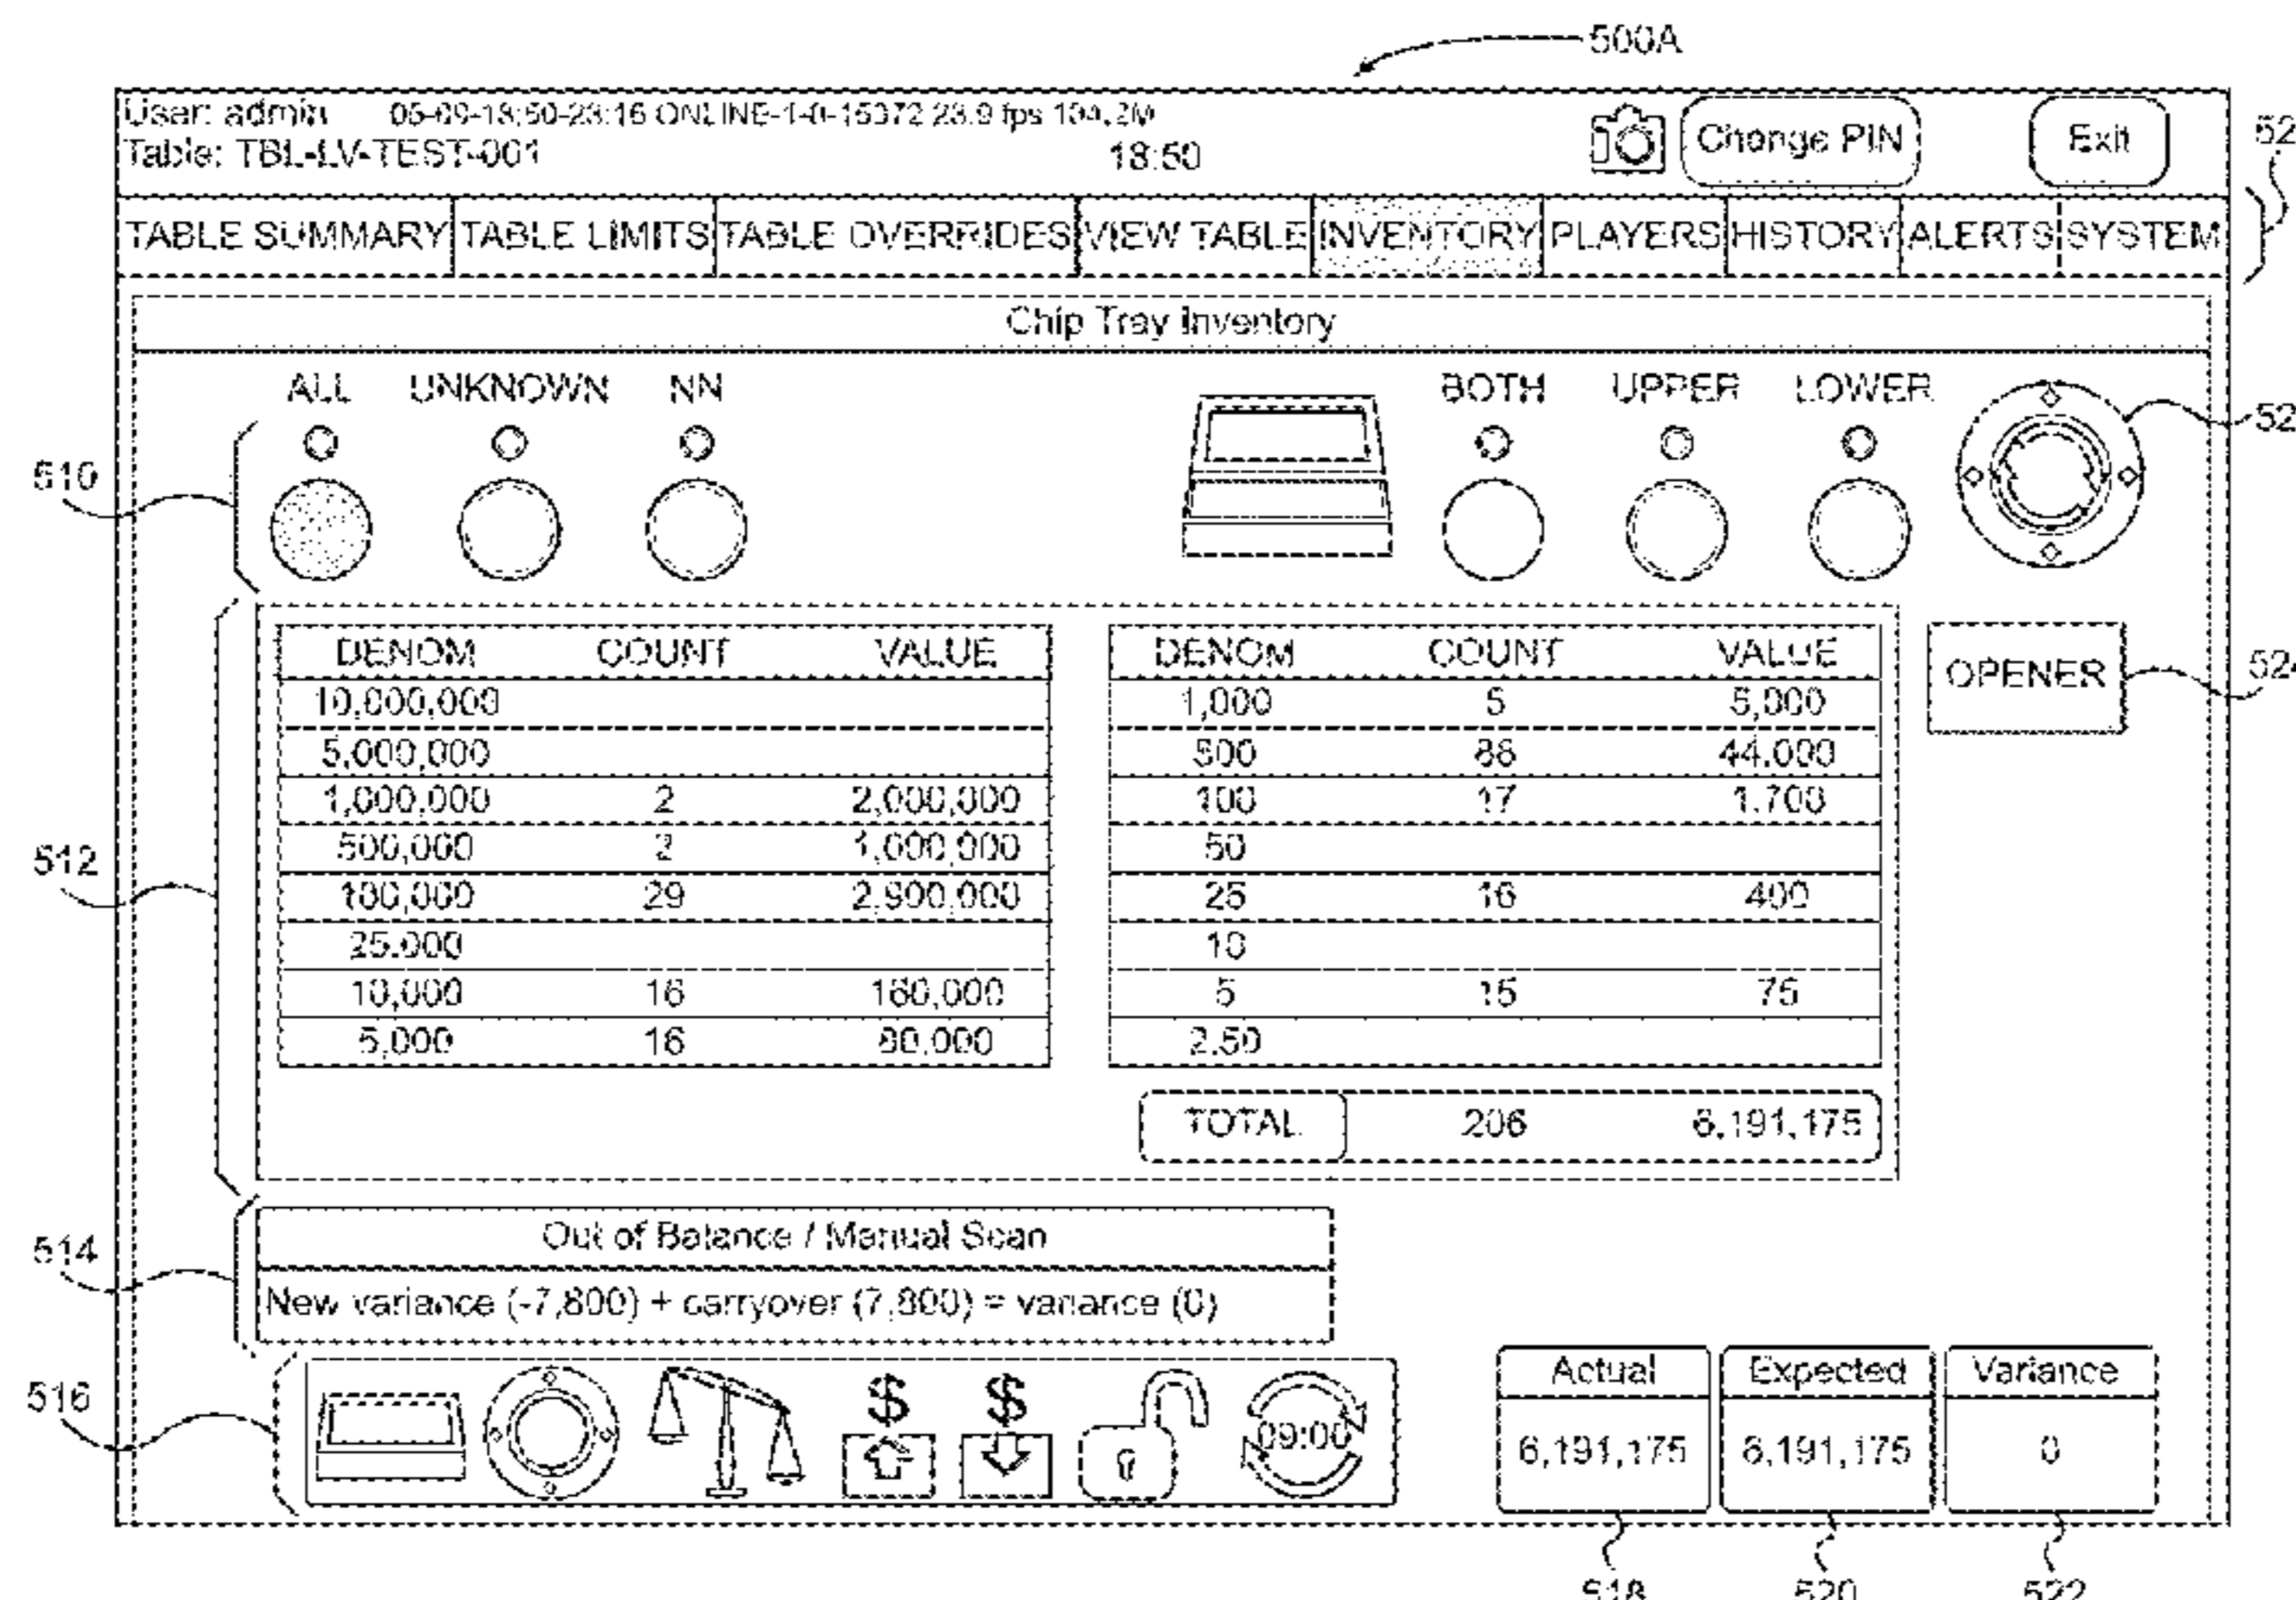 500A
User: admin
Table: TBL-LV-TEST-001
18:50
Change PIN
Exit
TABLE SUMMARY TABLE LIMITS TABLE OVERRIDES VIEW TABLE INVENTORY PLAYERS HISTORY ALERTS SYSTEM
Chip Tray Inventory
ALL UNKNOWN NN BOTH UPPER LOWER
510
DENOM COUNT VALUE DENOM COUNT VALUE
OPENER
10,000,000 1,000 5 5,000
5,000,000 500 88 44,000
1,000,000 2 2,000,000 100 17 1,700
500,000 2 1,000,000 50
512
100,000 29 2,900,000 25 16 400
25,000 10
10,000 16 160,000 5 15 75
5,000 16 80,000 2.50
TOTAL 206 6,191,175
514
Out of Balance / Manual Scan
New variance (-7,800) + carryover (7,800) = variance (0)
516
$ $
09:00
Actual Expected Variance
6,191,175 6,191,175 0
518 520 522